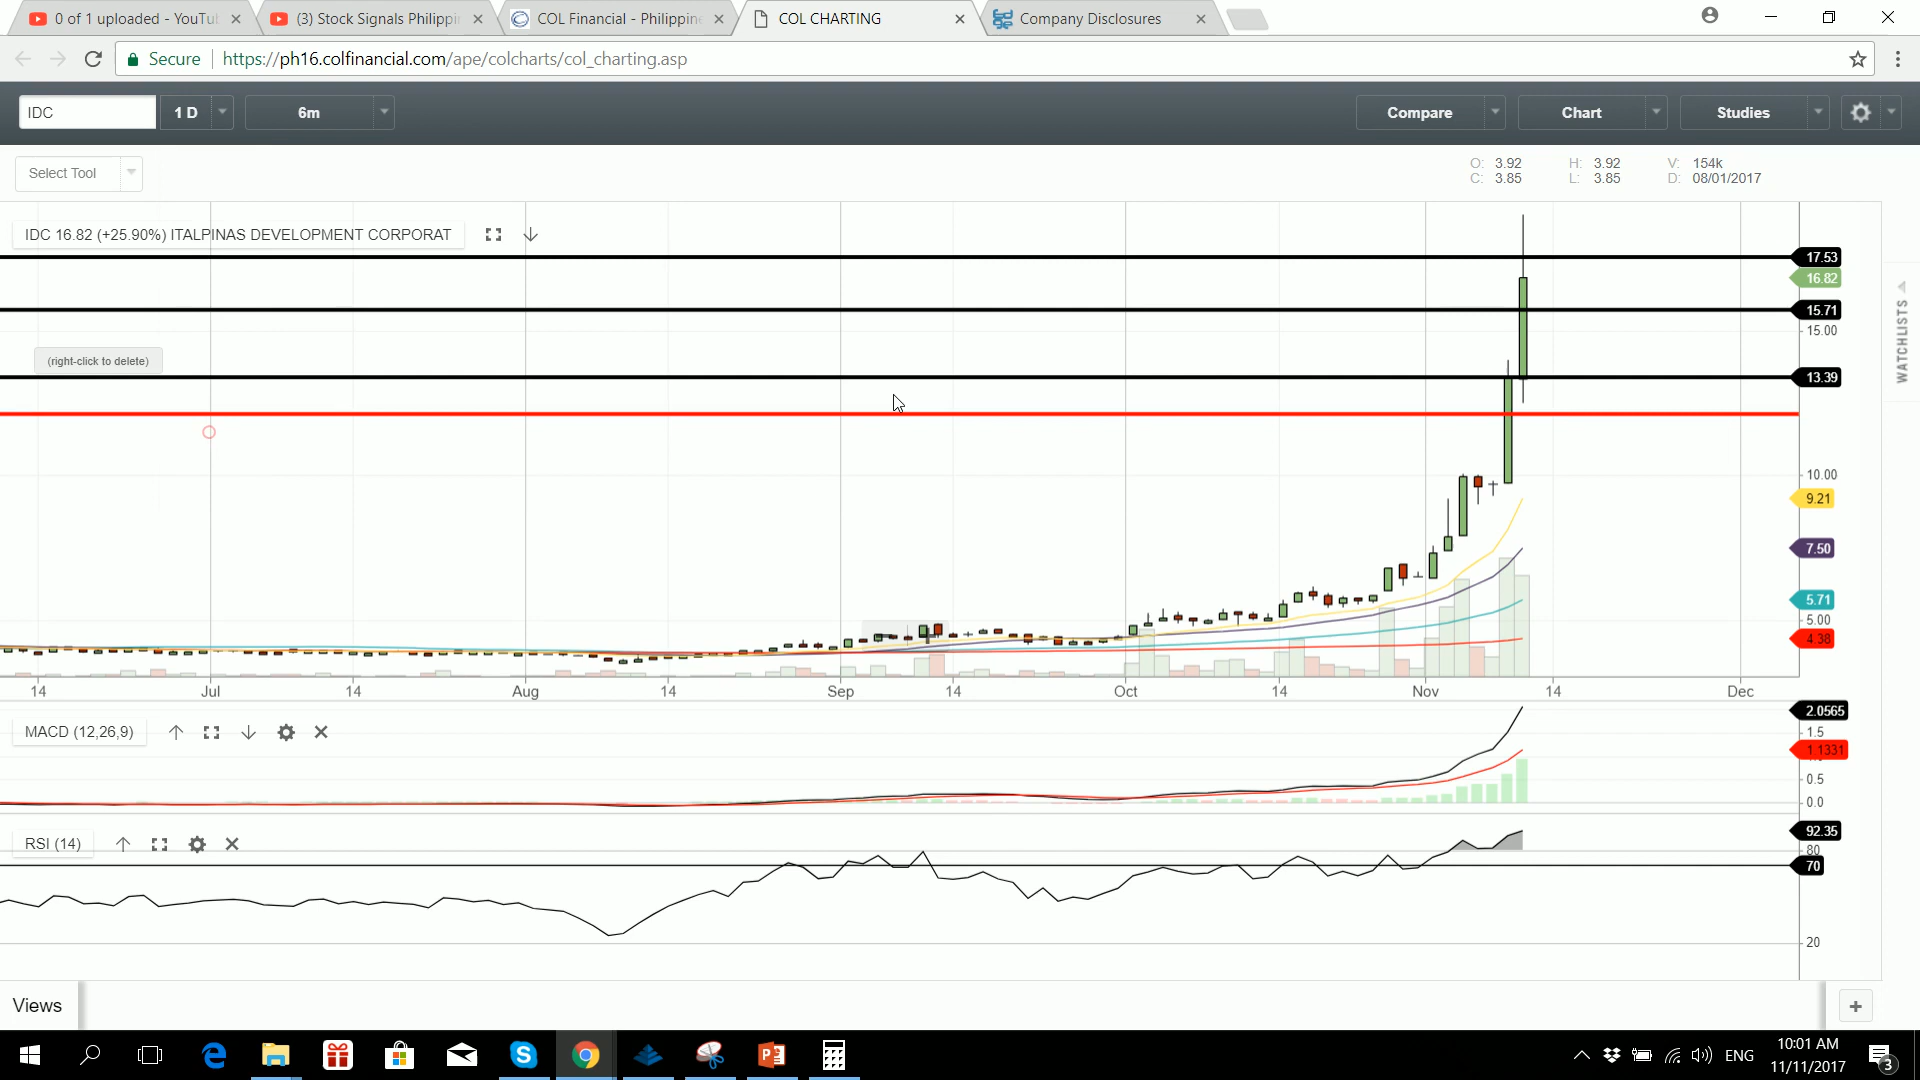 0 of 1 uploaded - YouTu
(3) Stock Signals Philippi
COL Financial - Philippine
COL CHARTING
Company Disclosures
Secure
https://ph16.colfinancial.com/ape/colcharts/col_charting.asp
IDC
1 D
6m
Compare
Chart
Studies
Select Tool
O: 3.92 H: 3.92 V: 154k
C: 3.85 L: 3.85 D: 08/01/2017
IDC 16.82 (+25.90%) ITALPINAS DEVELOPMENT CORPORAT
17.53
16.82
15.71
15.00
WATCHLISTS
(right-click to delete)
13.39
10.00
9.21
7.50
5.71
5.00
4.38
14 Jul 14 Aug 14 Sep 14 Oct 14 Nov 14 Dec
MACD (12,26,9)
2.0565
1.5
1.1331
0.5
0.0
RSI (14)
92.35
80
70
20
Views
+
ENG
10:01 AM
11/11/2017
3